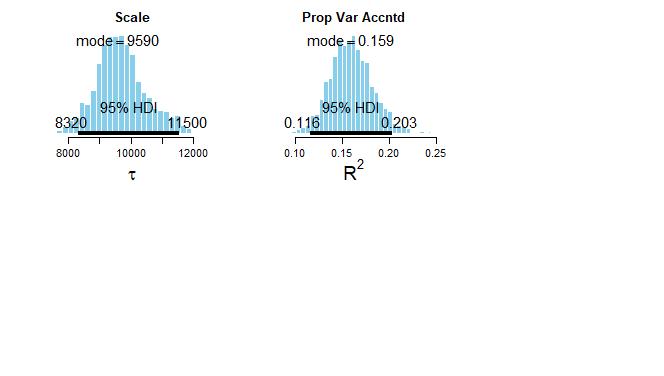 Scale
mode = 9590
95% HDI
8320 11500
8000 10000 12000
τ
Prop Var Accntd
mode = 0.159
95% HDI
0.116 0.203
0.10 0.15 0.20 0.25
R²